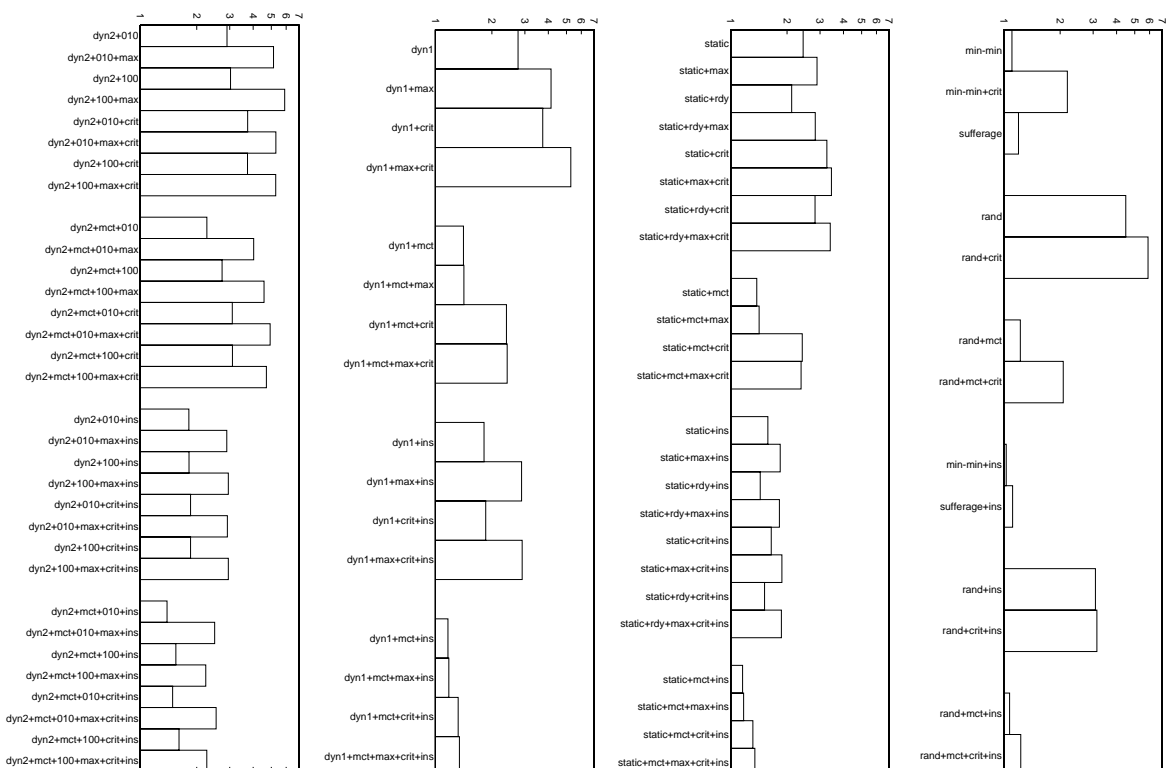 1 2 3 4 5 6 7
dyn2+010
dyn2+010+max
dyn2+100
dyn2+100+max
dyn2+010+crit
dyn2+010+max+crit
dyn2+100+crit
dyn2+100+max+crit
dyn2+mct+010
dyn2+mct+010+max
dyn2+mct+100
dyn2+mct+100+max
dyn2+mct+010+crit
dyn2+mct+010+max+crit
dyn2+mct+100+crit
dyn2+mct+100+max+crit
dyn2+010+ins
dyn2+010+max+ins
dyn2+100+ins
dyn2+100+max+ins
dyn2+010+crit+ins
dyn2+010+max+crit+ins
dyn2+100+crit+ins
dyn2+100+max+crit+ins
dyn2+mct+010+ins
dyn2+mct+010+max+ins
dyn2+mct+100+ins
dyn2+mct+100+max+ins
dyn2+mct+010+crit+ins
dyn2+mct+010+max+crit+ins
dyn2+mct+100+crit+ins
dyn2+mct+100+max+crit+ins
1 2 3 4 5 6 7
dyn1
dyn1+max
dyn1+crit
dyn1+max+crit
dyn1+mct
dyn1+mct+max
dyn1+mct+crit
dyn1+mct+max+crit
dyn1+ins
dyn1+max+ins
dyn1+crit+ins
dyn1+max+crit+ins
dyn1+mct+ins
dyn1+mct+max+ins
dyn1+mct+crit+ins
dyn1+mct+max+crit+ins
1 2 3 4 5 6 7
static
static+max
static+rdy
static+rdy+max
static+crit
static+max+crit
static+rdy+crit
static+rdy+max+crit
static+mct
static+mct+max
static+mct+crit
static+mct+max+crit
static+ins
static+max+ins
static+rdy+ins
static+rdy+max+ins
static+crit+ins
static+max+crit+ins
static+rdy+crit+ins
static+rdy+max+crit+ins
static+mct+ins
static+mct+max+ins
static+mct+crit+ins
static+mct+max+crit+ins
1 2 3 4 5 6 7
min-min
min-min+crit
sufferage
rand
rand+crit
rand+mct
rand+mct+crit
min-min+ins
sufferage+ins
rand+ins
rand+crit+ins
rand+mct+ins
rand+mct+crit+ins